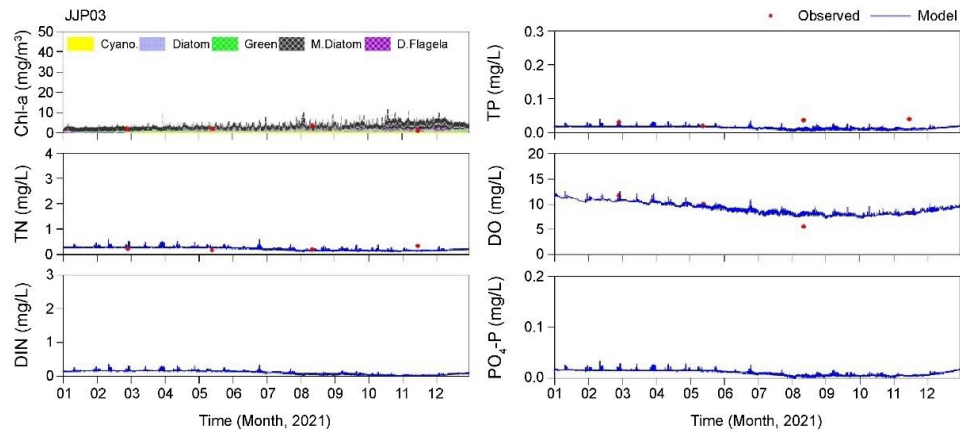 JJP03
Observed Model
Cyano. Diatom Green M.Diatom D.Flagela
Chl-a (mg/m³)
50
40
30
20
10
0
TP (mg/L)
0.3
0.2
0.1
0.0
TN (mg/L)
4
3
2
1
0
DO (mg/L)
20
15
10
5
0
DIN (mg/L)
3
2
1
0
01 02 03 04 05 06 07 08 09 10 11 12
Time (Month, 2021)
PO₄-P (mg/L)
0.2
0.1
0.0
01 02 03 04 05 06 07 08 09 10 11 12
Time (Month, 2021)